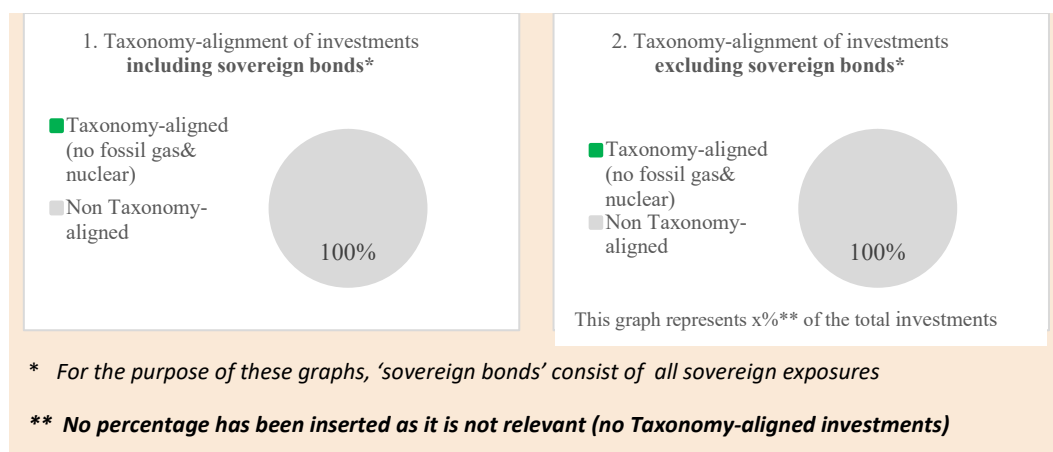 1. Taxonomy-alignment of investments
including sovereign bonds*
Taxonomy-aligned
(no fossil gas&
nuclear)
Non Taxonomy-
aligned
100%
2. Taxonomy-alignment of investments
excluding sovereign bonds*
Taxonomy-aligned
(no fossil gas&
nuclear)
Non Taxonomy-
aligned
100%
This graph represents x%** of the total investments
* For the purpose of these graphs, ‘sovereign bonds’ consist of all sovereign exposures
** No percentage has been inserted as it is not relevant (no Taxonomy-aligned investments)